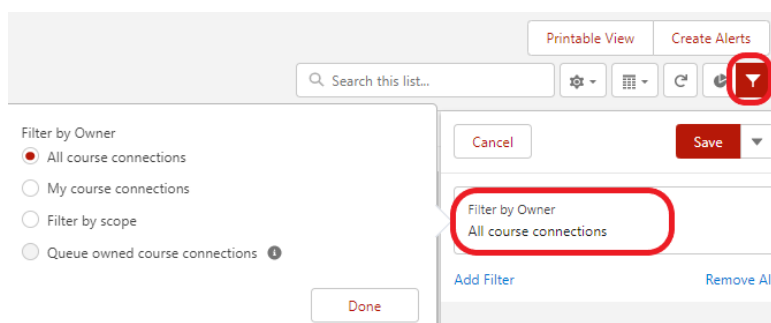 Printable View
Create Alerts
Search this list...
Filter by Owner
All course connections
My course connections
Filter by scope
Queue owned course connections
Done
Cancel
Save
Filter by Owner
All course connections
Add Filter
Remove Al